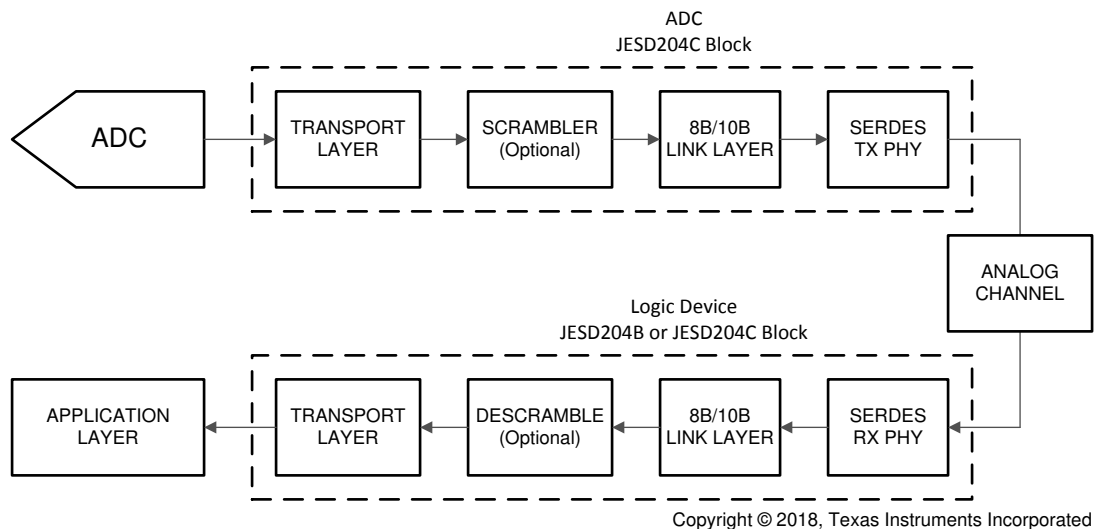 ADC
JESD204C Block
ADC
TRANSPORT
LAYER
SCRAMBLER
(Optional)
8B/10B
LINK LAYER
SERDES
TX PHY
ANALOG
CHANNEL
Logic Device
JESD204B or JESD204C Block
APPLICATION
LAYER
TRANSPORT
LAYER
DESCRAMBLE
(Optional)
8B/10B
LINK LAYER
SERDES
RX PHY
Copyright © 2018, Texas Instruments Incorporated